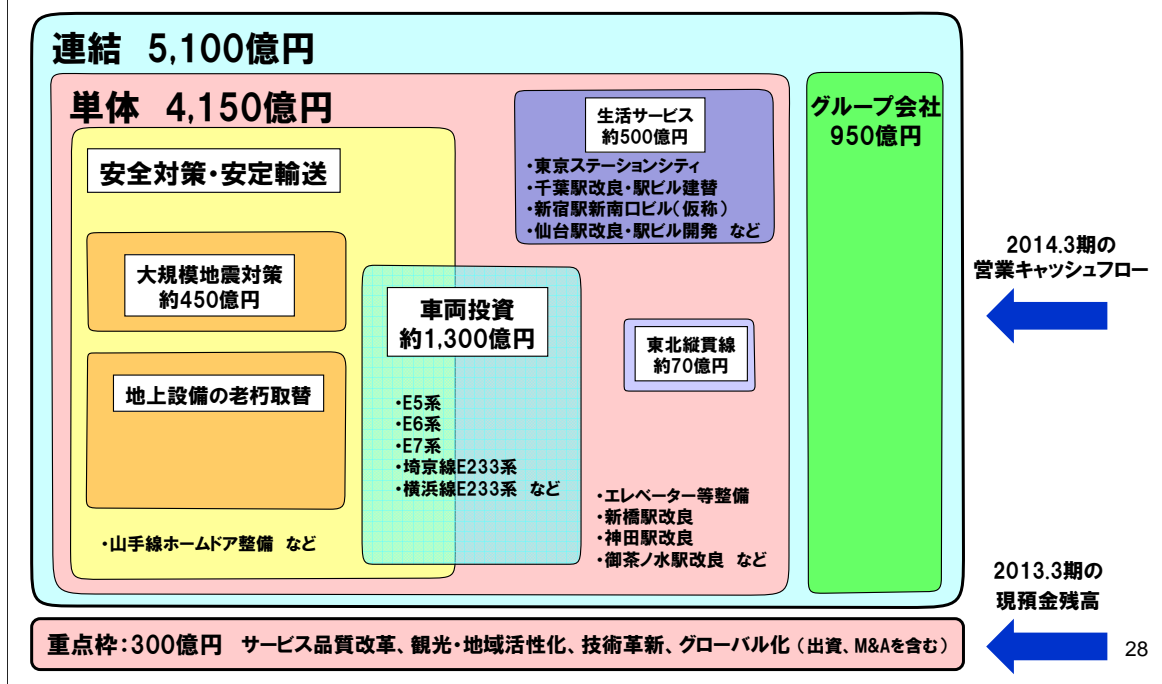 連結 5,100億円
単体 4,150億円
安全対策・安定輸送
大規模地震対策
約450億円
地上設備の老朽取替
・山手線ホームドア整備 など
車両投資
約1,300億円
・E5系
・E6系
・E7系
・埼京線E233系
・横浜線E233系 など
生活サービス
約500億円
・東京ステーションシティ
・千葉駅改良・駅ビル建替
・新宿駅新南口ビル(仮称)
・仙台駅改良・駅ビル開発 など
東北縦貫線
約70億円
・エレベーター等整備
・新橋駅改良
・神田駅改良
・御茶ノ水駅改良 など
グループ会社
950億円
2014.3期の
営業キャッシュフロー
2013.3期の
現預金残高
重点枠:300億円 サービス品質改革、観光・地域活性化、技術革新、グローバル化(出資、M&Aを含む)
28